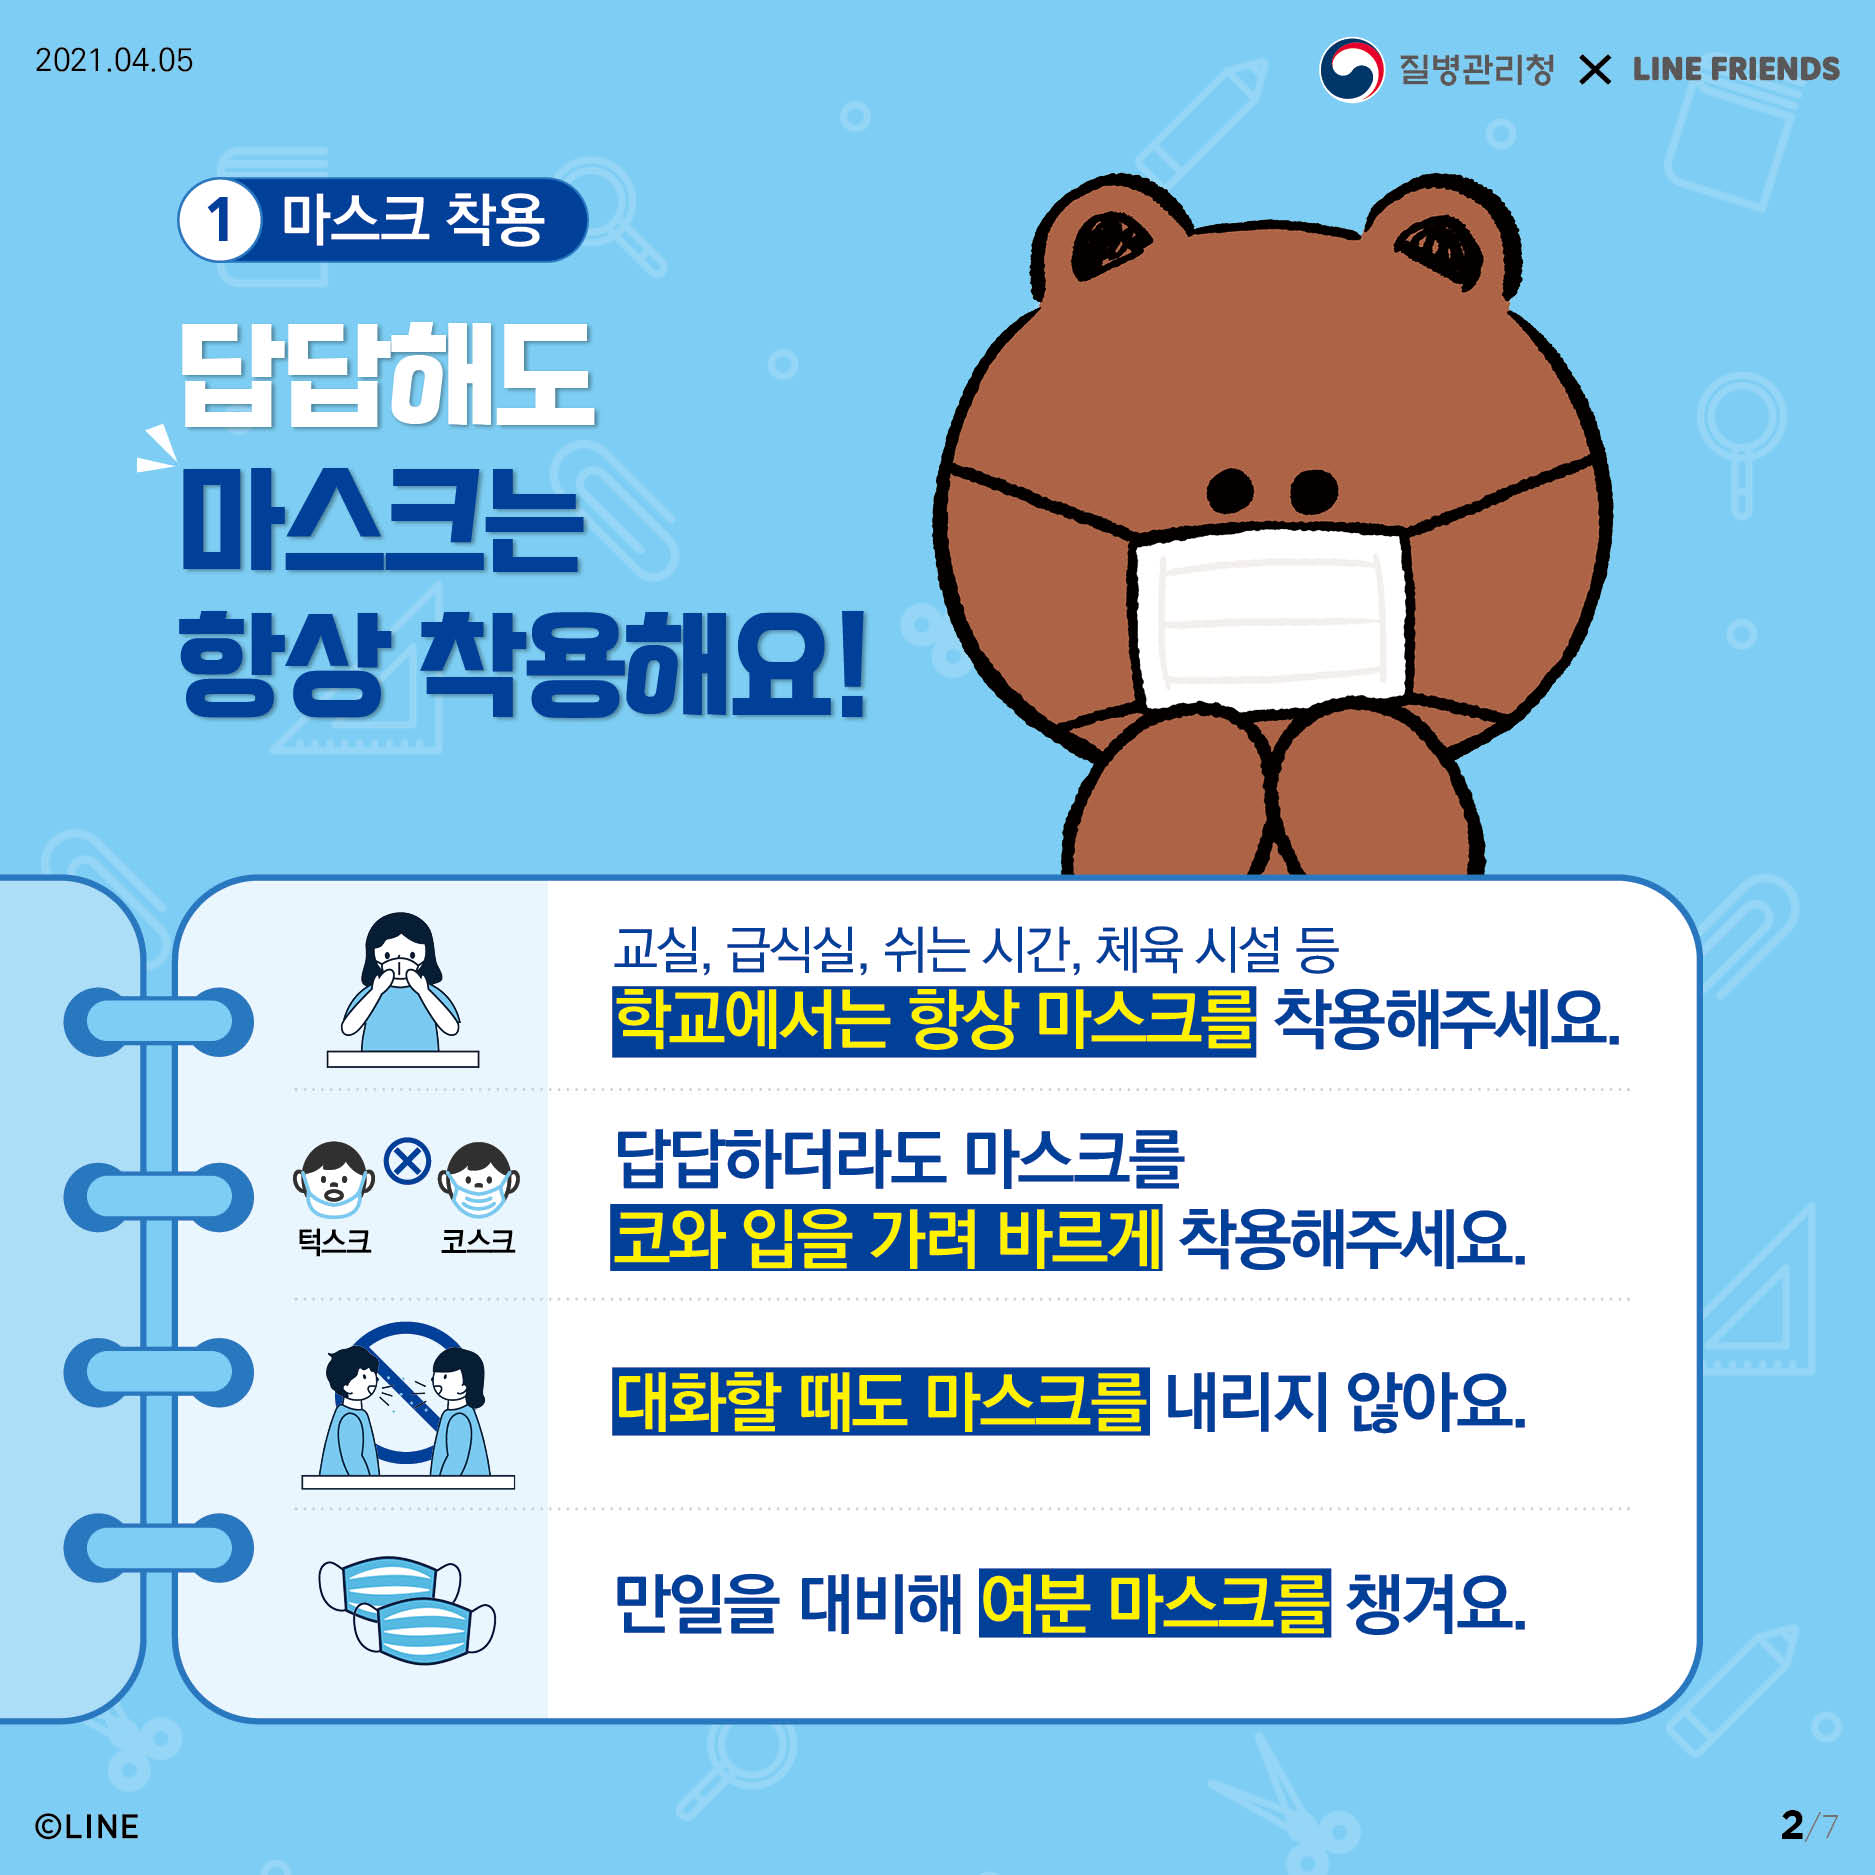 2021.04.05
질병관리청 × LINE FRIENDS
1 마스크 착용
답답해도
마스크는
항상 착용해요!
교실, 급식실, 쉬는 시간, 체육 시설 등
학교에서는 항상 마스크를 착용해주세요.
턱스크 코스크
답답하더라도 마스크를
코와 입을 가려 바르게 착용해주세요.
대화할 때도 마스크를 내리지 않아요.
만일을 대비해 여분 마스크를 챙겨요.
©LINE
2/7